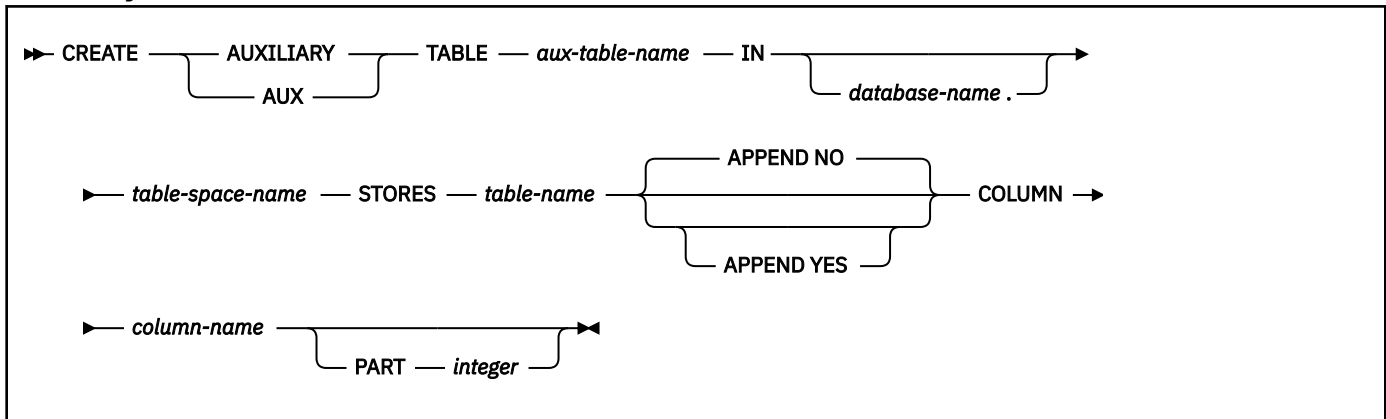 CREATE AUXILIARY TABLE aux-table-name IN
AUX database-name .
table-space-name STORES table-name APPEND NO COLUMN
APPEND YES
column-name
PART integer